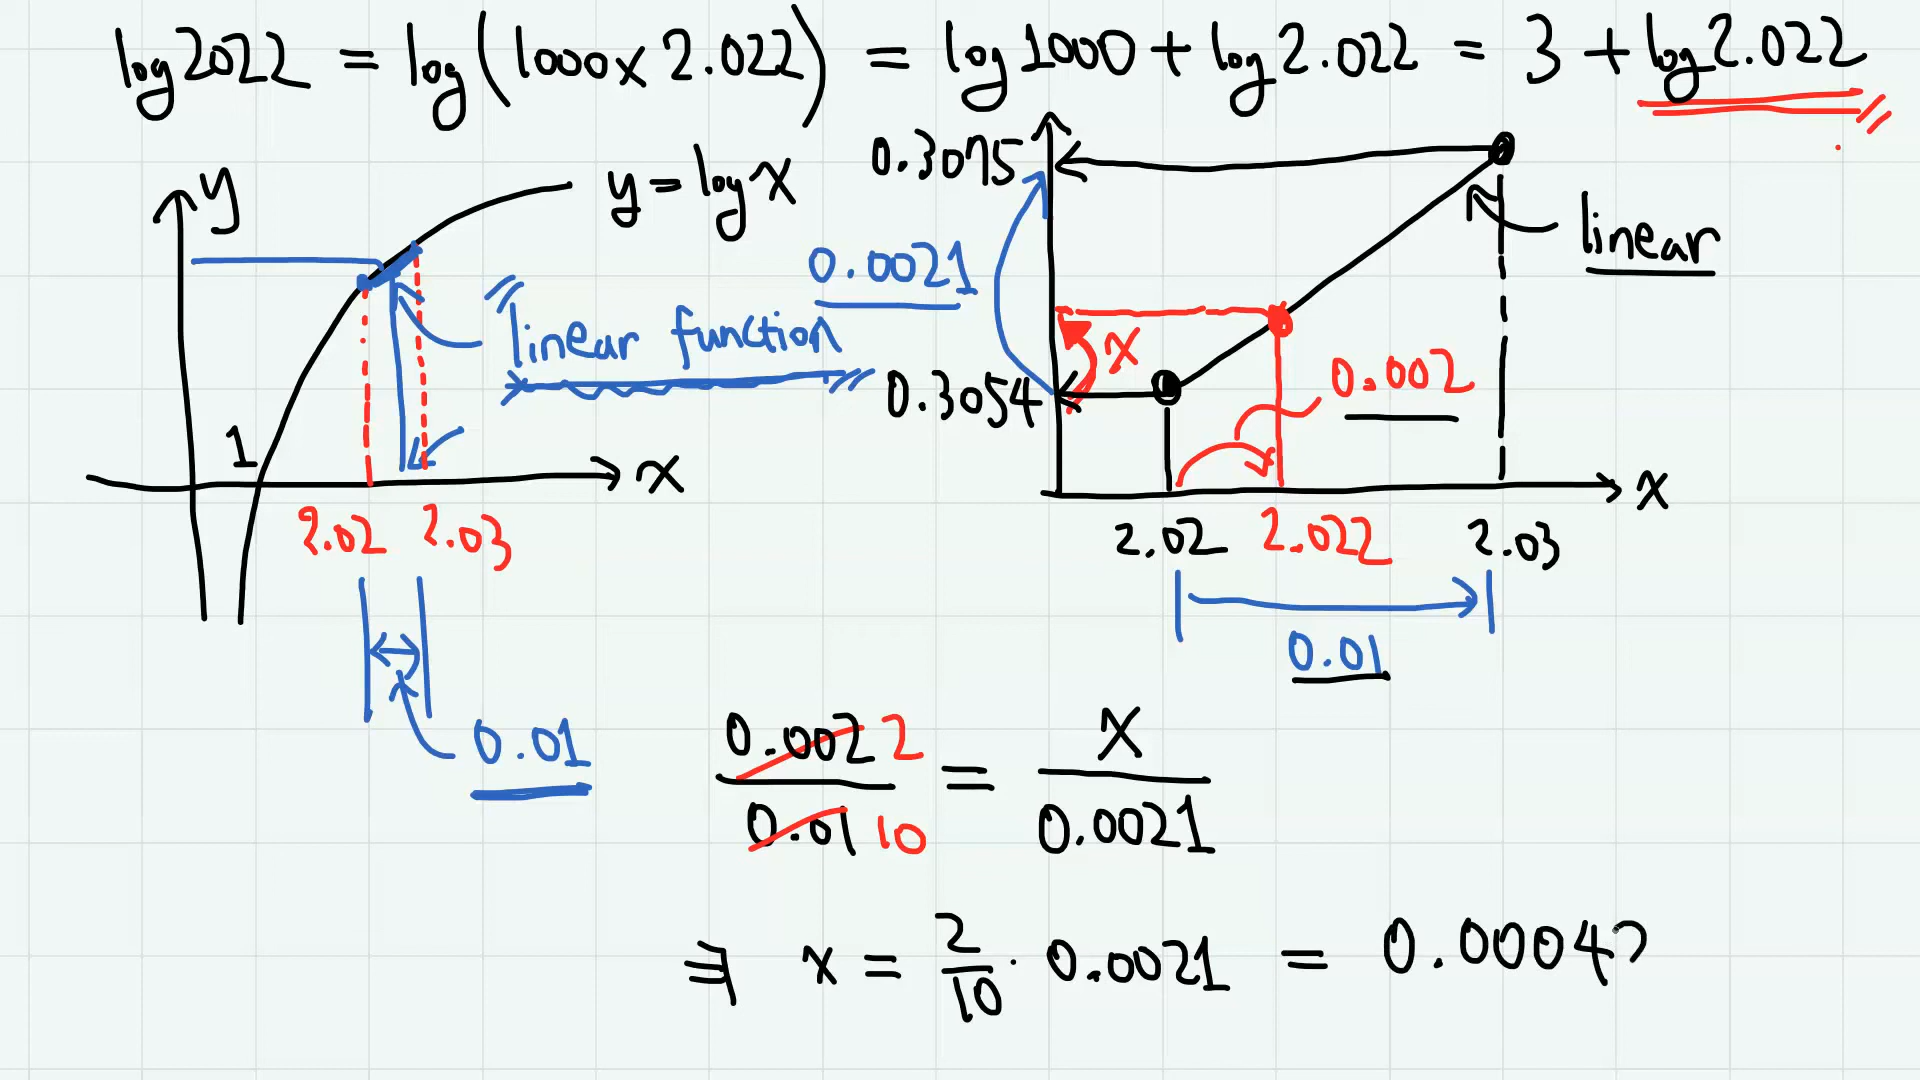 log2022 = log(1000x2.022) = log1000 + log2.022 = 3 + log2.022
y
y = logx
1
x
linear function
2.02 2.03
0.01
0.3075
0.0021
0.3054
x
linear
0.002
x
2.02 2.022 2.03
0.01
0.002 2 / 0.01 10 = x / 0.0021
⇒ x = 2/10 · 0.0021 = 0.00042